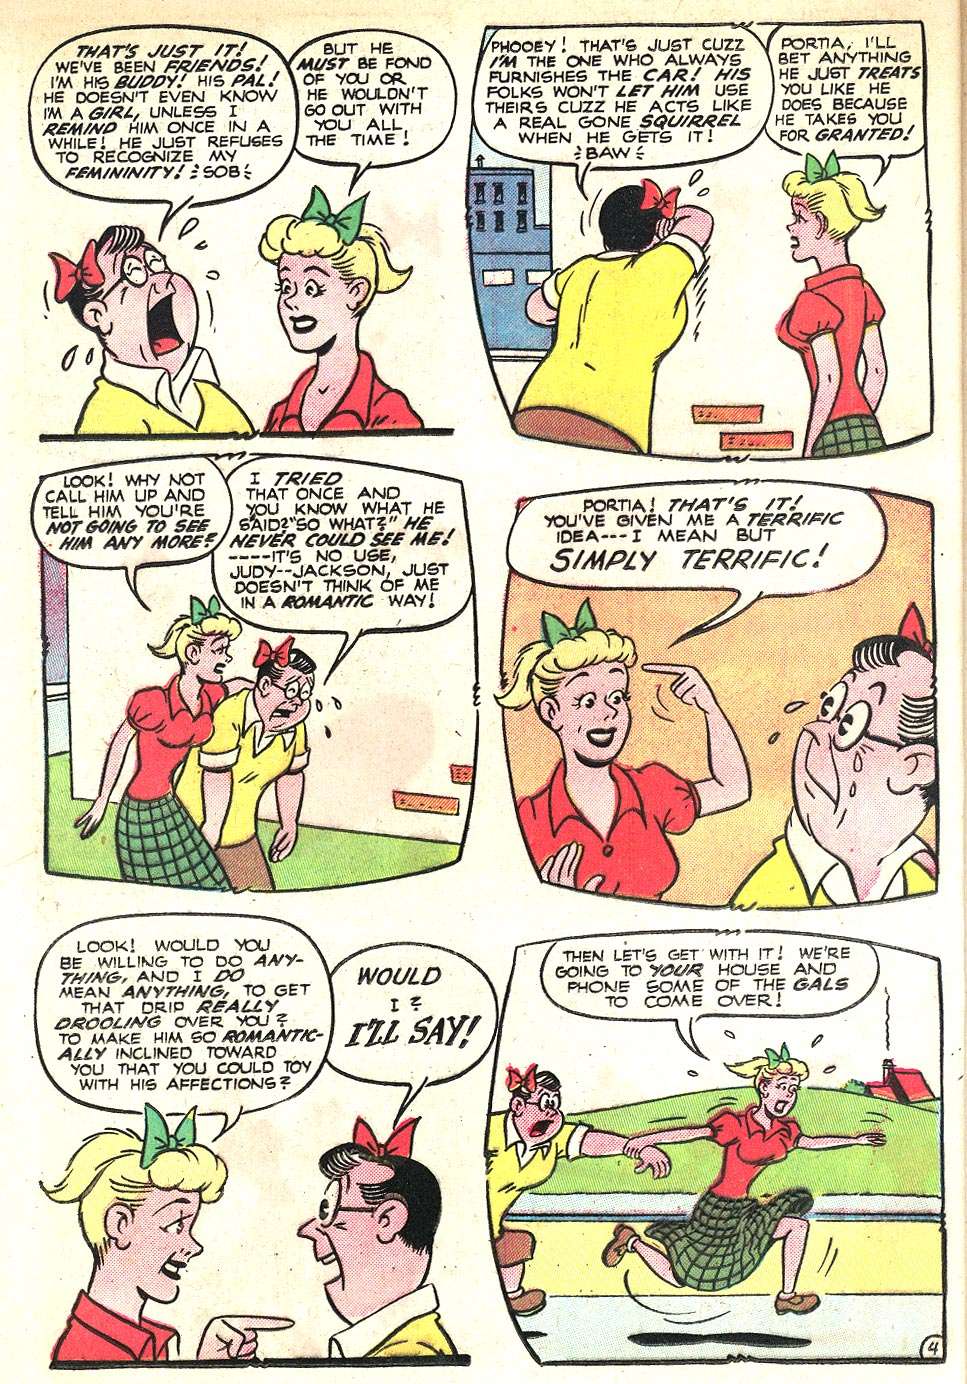 THAT'S JUST IT!
WE'VE BEEN FRIENDS!
I'M HIS BUDDY! HIS PAL!
HE DOESN'T EVEN KNOW
I'M A GIRL, UNLESS I
REMIND HIM ONCE IN A
WHILE! HE JUST REFUSES
TO RECOGNIZE MY
FEMININITY! SOB
BUT HE
MUST BE FOND
OF YOU OR
HE WOULDN'T
GO OUT WITH
YOU ALL
THE TIME!
PHOOEY! THAT'S JUST CUZZ
I'M THE ONE WHO ALWAYS
FURNISHES THE CAR! HIS
FOLKS WON'T LET HIM USE
THEIRS CUZZ HE ACTS LIKE
A REAL GONE SQUIRREL
WHEN HE GETS IT!
BAW
PORTIA, I'LL
BET ANYTHING
HE JUST TREATS
YOU LIKE HE
DOES BECAUSE
HE TAKES YOU
FOR GRANTED!
LOOK! WHY NOT
CALL HIM UP AND
TELL HIM YOU'RE
NOT GOING TO SEE
HIM ANY MORE?
I TRIED
THAT ONCE AND
YOU KNOW WHAT HE
SAID? "SO WHAT?" HE
NEVER COULD SEE ME!
----IT'S NO USE,
JUDY--JACKSON, JUST
DOESN'T THINK OF ME
IN A ROMANTIC WAY!
PORTIA! THAT'S IT!
YOU'VE GIVEN ME A TERRIFIC
IDEA---I MEAN BUT
SIMPLY TERRIFIC!
LOOK! WOULD YOU
BE WILLING TO DO ANY-
THING, AND I DO
MEAN ANYTHING, TO GET
THAT DRIP REALLY
DROOLING OVER YOU?
TO MAKE HIM SO ROMANTIC-
ALLY INCLINED TOWARD
YOU THAT YOU COULD TOY
WITH HIS AFFECTIONS?
WOULD
I?
I'LL SAY!
THEN LET'S GET WITH IT! WE'RE
GOING TO YOUR HOUSE AND
PHONE SOME OF THE GALS
TO COME OVER!
4